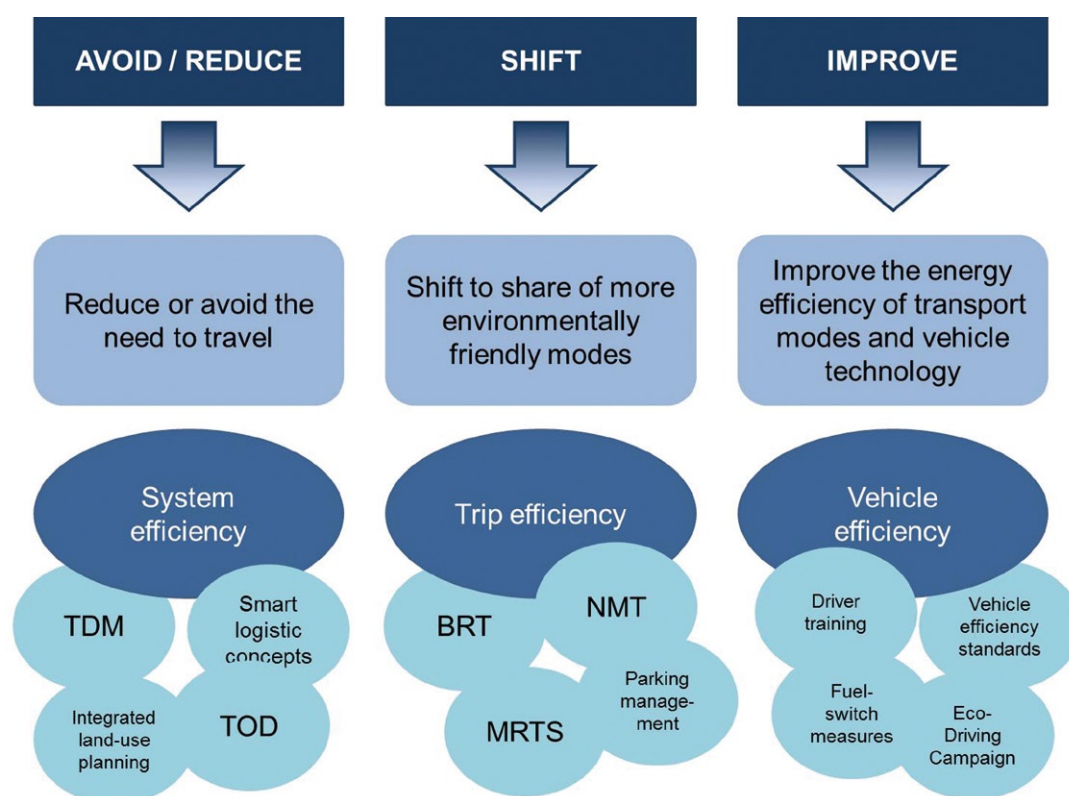 AVOID / REDUCE
SHIFT
IMPROVE
Reduce or avoid the
need to travel
Shift to share of more
environmentally
friendly modes
Improve the energy
efficiency of transport
modes and vehicle
technology
System
efficiency
Trip efficiency
Vehicle
efficiency
TDM
Smart
logistic
concepts
Integrated
land-use
planning
TOD
BRT
NMT
MRTS
Parking
manage-
ment
Driver
training
Vehicle
efficiency
standards
Fuel-
switch
measures
Eco-
Driving
Campaign